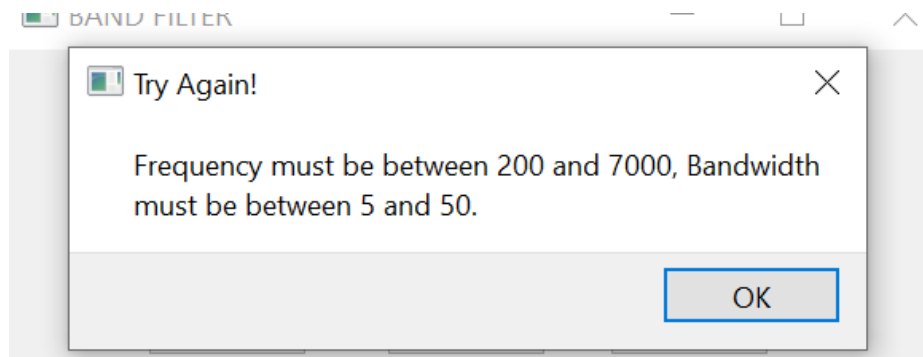 BAND FILTER
Try Again!
Frequency must be between 200 and 7000, Bandwidth
must be between 5 and 50.
OK